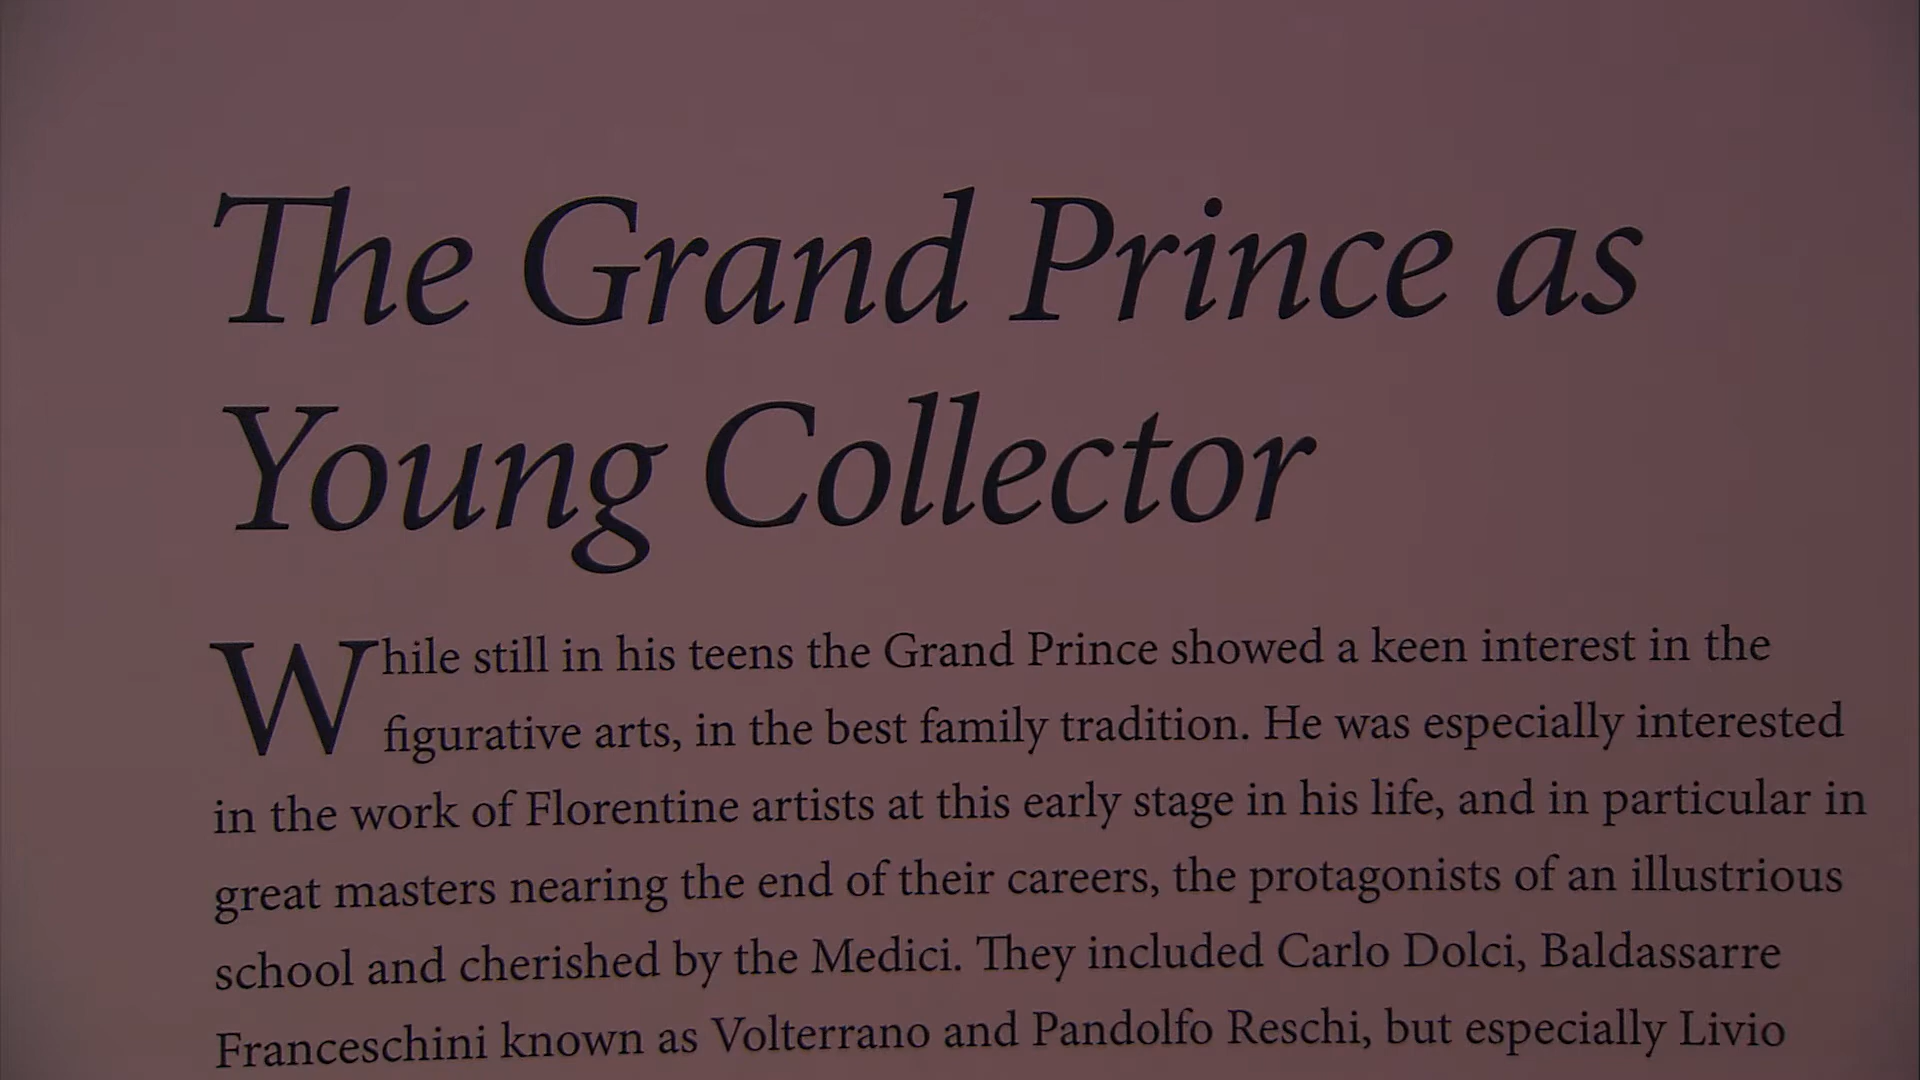 The Grand Prince as
Young Collector
While still in his teens the Grand Prince showed a keen interest in the
figurative arts, in the best family tradition. He was especially interested
in the work of Florentine artists at this early stage in his life, and in particular in
great masters nearing the end of their careers, the protagonists of an illustrious
school and cherished by the Medici. They included Carlo Dolci, Baldassarre
Franceschini known as Volterrano and Pandolfo Reschi, but especially Livio